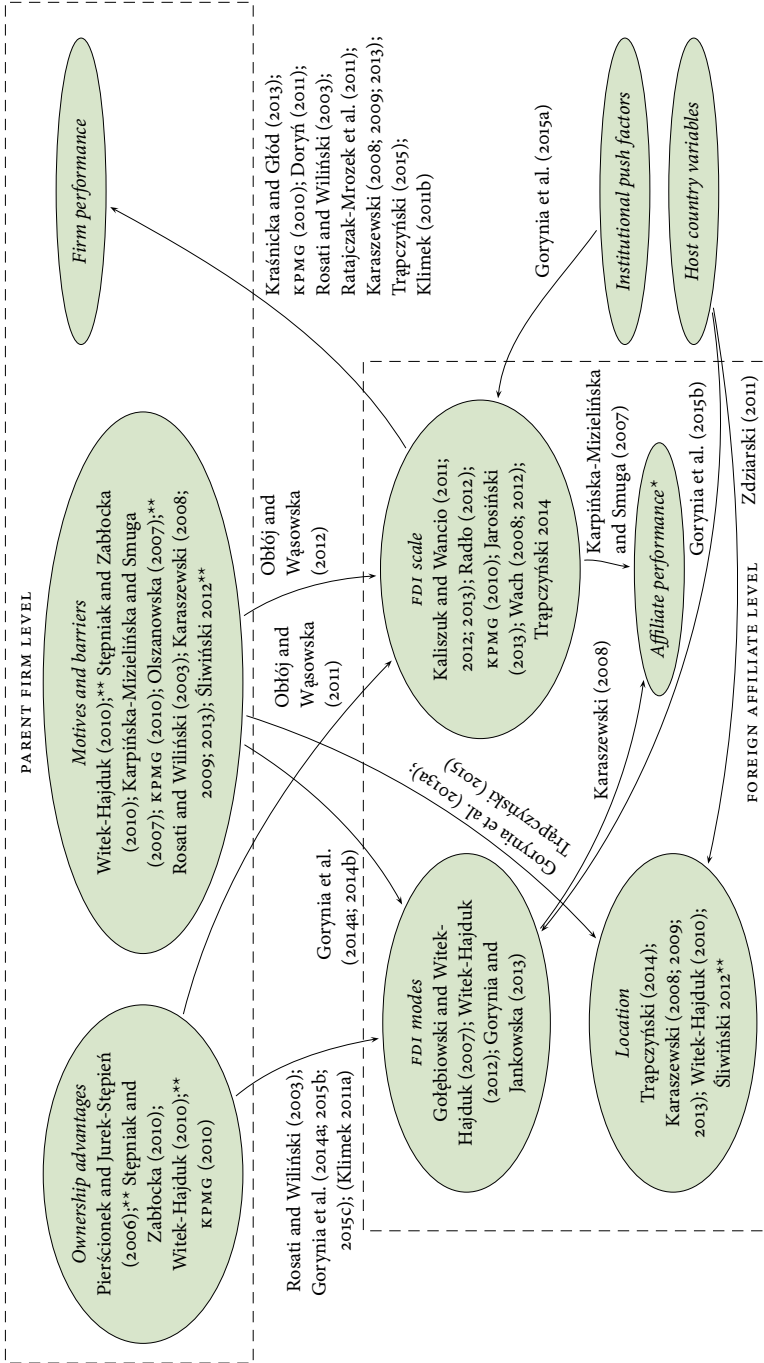 PARENT FIRM LEVEL
Ownership advantages
Pierścionek and Jurek-Stępień
(2006);** Stępniak and
Zabłocka (2010);
Witek-Hajduk (2010);**
KPMG (2010)
Motives and barriers
Witek-Hajduk (2010);** Stępniak and Zabłocka
(2010); Karpińska-Mizielińska and Smuga
(2007); KPMG (2010); Olszanowska (2007);**
Rosati and Wiliński (2003); Karaszewski (2008;
2009; 2013); Śliwiński 2012**
Firm performance
Rosati and Wiliński (2003);
Gorynia et al. (2014a; 2015b;
2015c); (Klimek 2011a)
Gorynia et al.
(2014a; 2014b)
Obłój and
Wąsowska
(2011)
Obłój and
Wąsowska
(2012)
Kraśnicka and Głód (2013);
KPMG (2010); Doryń (2011);
Rosati and Wiliński (2003);
Ratajczak-Mrozek et al. (2011);
Karaszewski (2008; 2009; 2013);
Trąpczyński (2015);
Klimek (2011b)
FDI modes
Gołębiowski and Witek-
Hajduk (2007); Witek-Hajduk
(2012); Gorynia and
Jankowska (2013)
Gorynia et al. (2013a);
Trąpczyński (2015)
FDI scale
Kaliszuk and Wancio (2011;
2012; 2013); Radło (2012);
KPMG (2010); Jarosiński
(2013); Wach (2008; 2012);
Trąpczyński 2014
Gorynia et al. (2015a)
Karaszewski (2008)
Karpińska-Mizielińska
and Smuga (2007)
Institutional push factors
Location
Trąpczyński (2014);
Karaszewski (2008; 2009;
2013); Witek-Hajduk (2010);
Śliwiński 2012**
Affiliate performance*
Host country variables
Gorynia et al. (2015b)
Zdziarski (2011)
FOREIGN AFFILIATE LEVEL